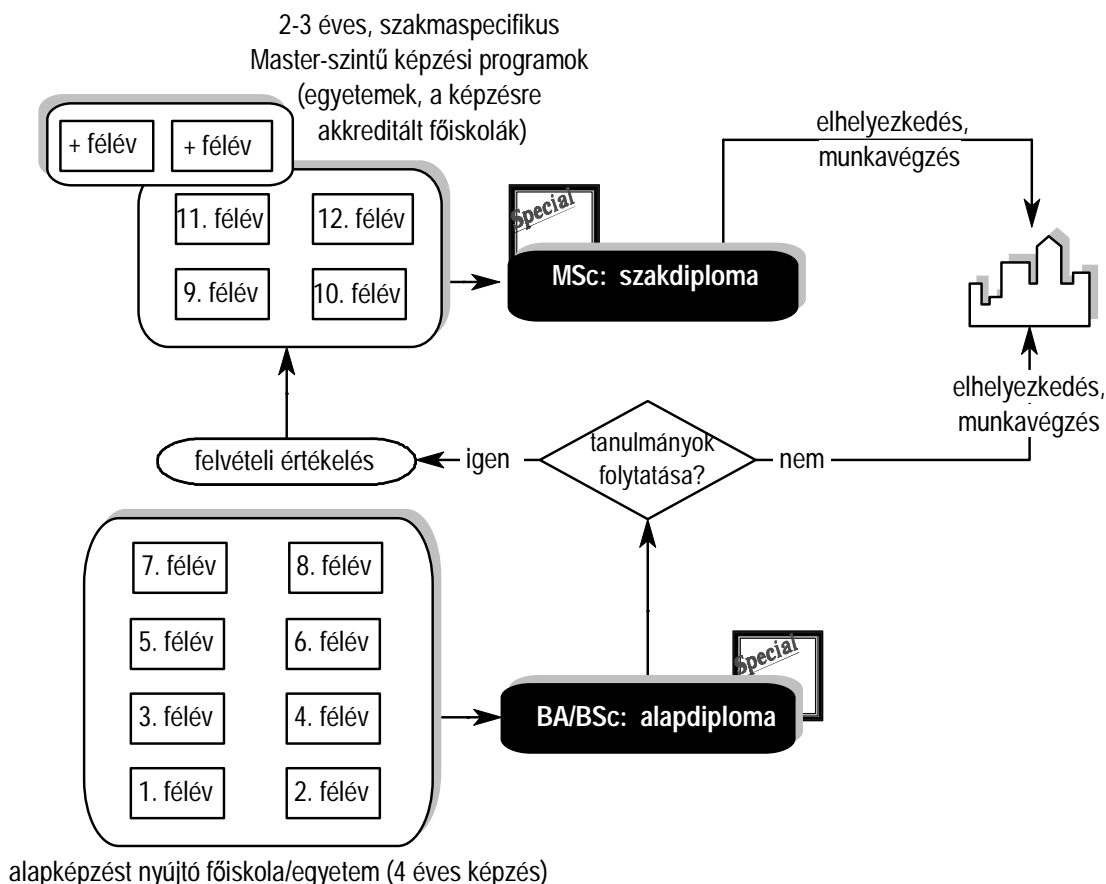 2-3 éves, szakmaspecifikus
Master-szintű képzési programok
(egyetemek, a képzésre
akkreditált főiskolák)
+ félév
+ félév
11. félév
12. félév
9. félév
10. félév
Special
MSc: szakdiploma
elhelyezkedés,
munkavégzés
elhelyezkedés,
munkavégzés
felvételi értékelés
igen
tanulmányok
folytatása?
nem
7. félév
8. félév
5. félév
6. félév
3. félév
4. félév
1. félév
2. félév
Special
BA/BSc: alapdiploma
alapképzést nyújtó főiskola/egyetem (4 éves képzés)